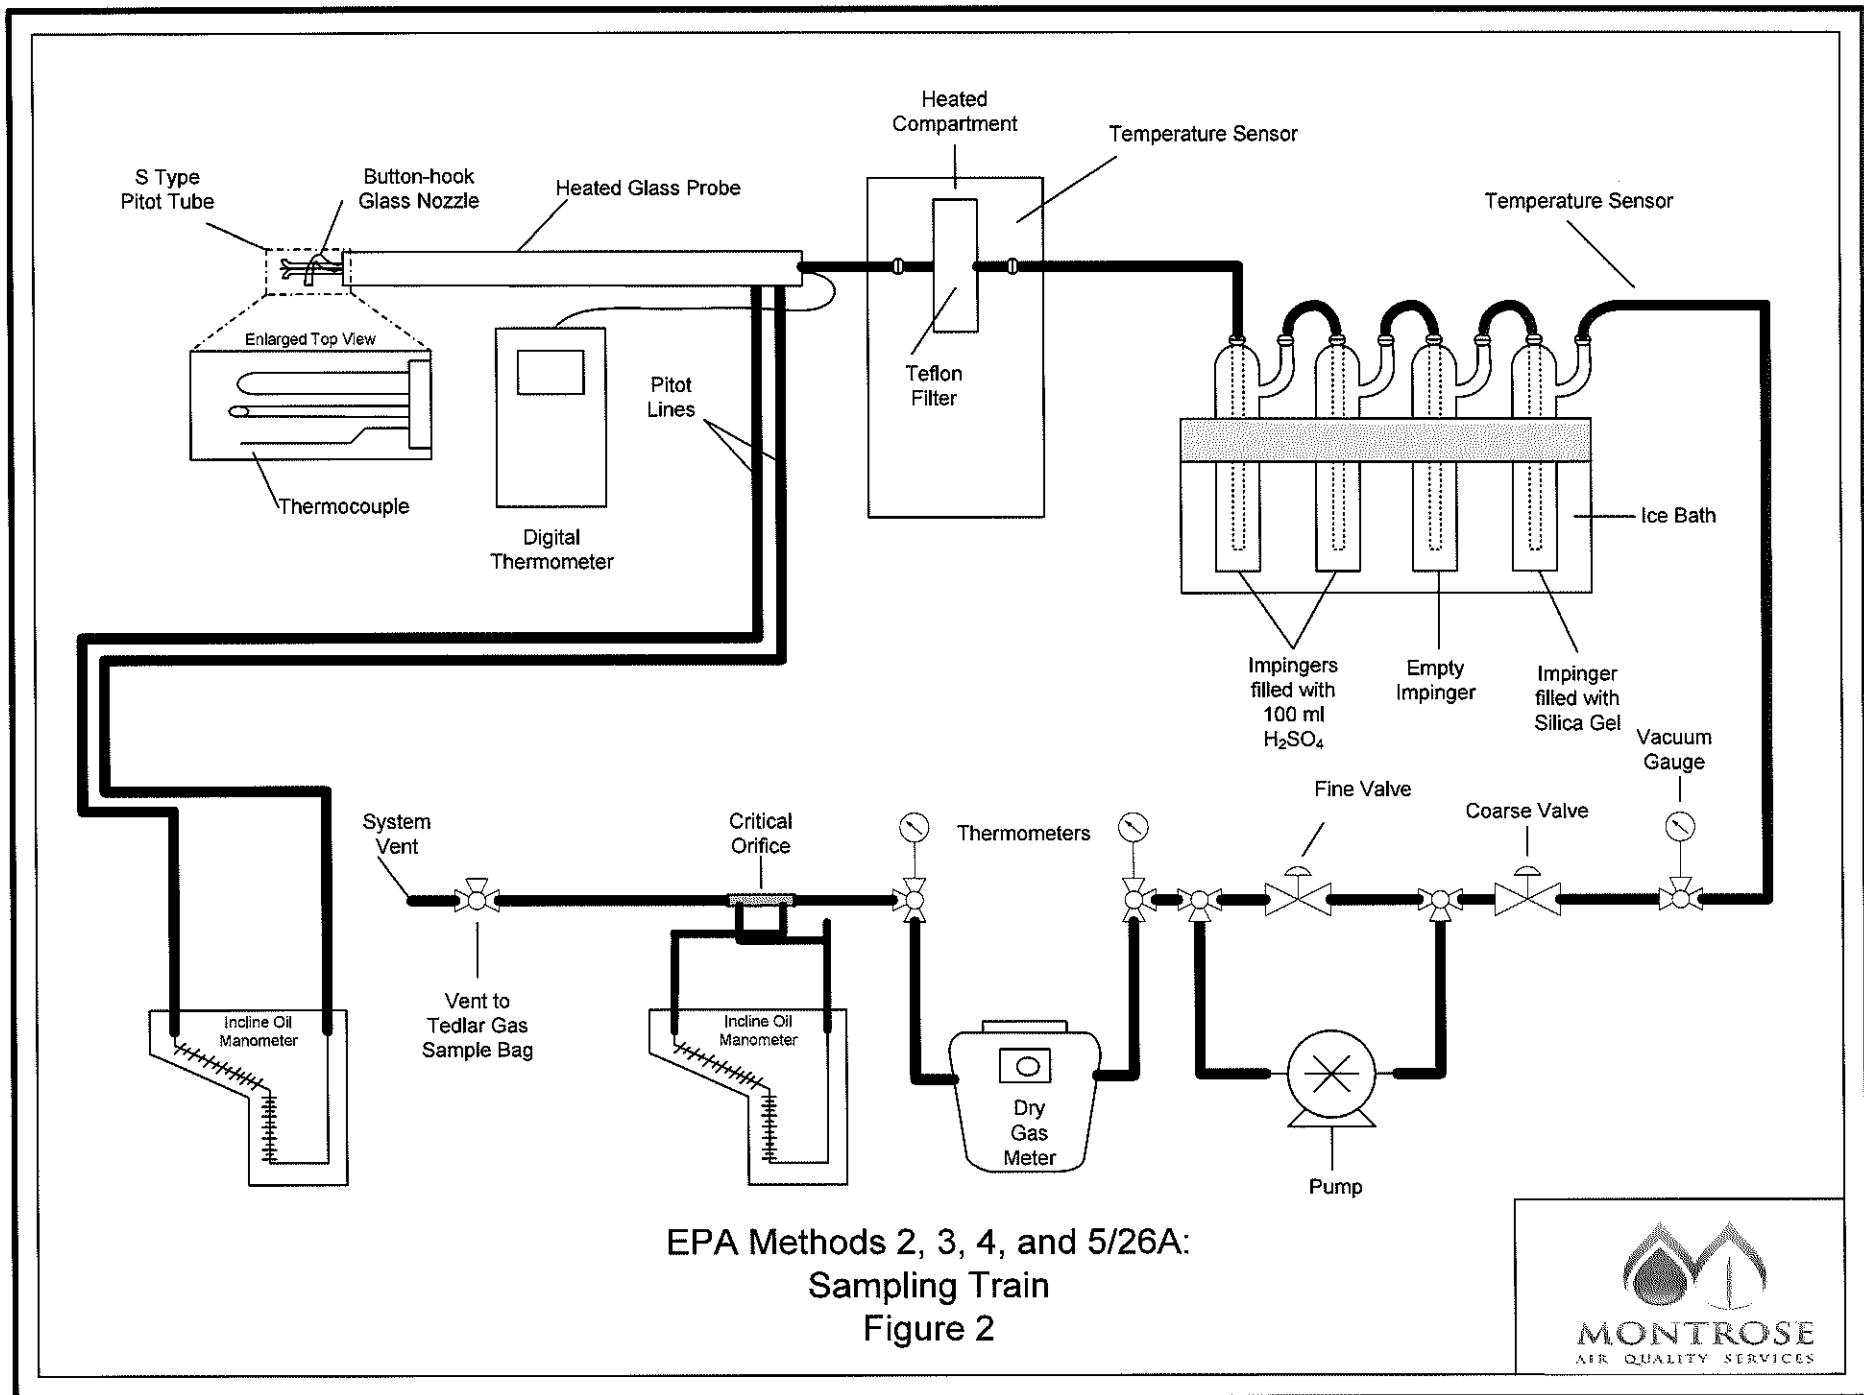 Heated
Compartment
Temperature Sensor
S Type
Pitot Tube
Button-hook
Glass Nozzle
Heated Glass Probe
Temperature Sensor
Enlarged Top View
Thermocouple
Digital
Thermometer
Pitot
Lines
Teflon
Filter
Ice Bath
Impingers
filled with
100 ml
H₂SO₄
Empty
Impinger
Impinger
filled with
Silica Gel
Vacuum
Gauge
Fine Valve
Coarse Valve
System
Vent
Critical
Orifice
Thermometers
Vent to
Tedlar Gas
Sample Bag
Incline Oil
Manometer
Incline Oil
Manometer
Dry
Gas
Meter
Pump
EPA Methods 2, 3, 4, and 5/26A:
Sampling Train
Figure 2
MONTROSE
AIR QUALITY SERVICES